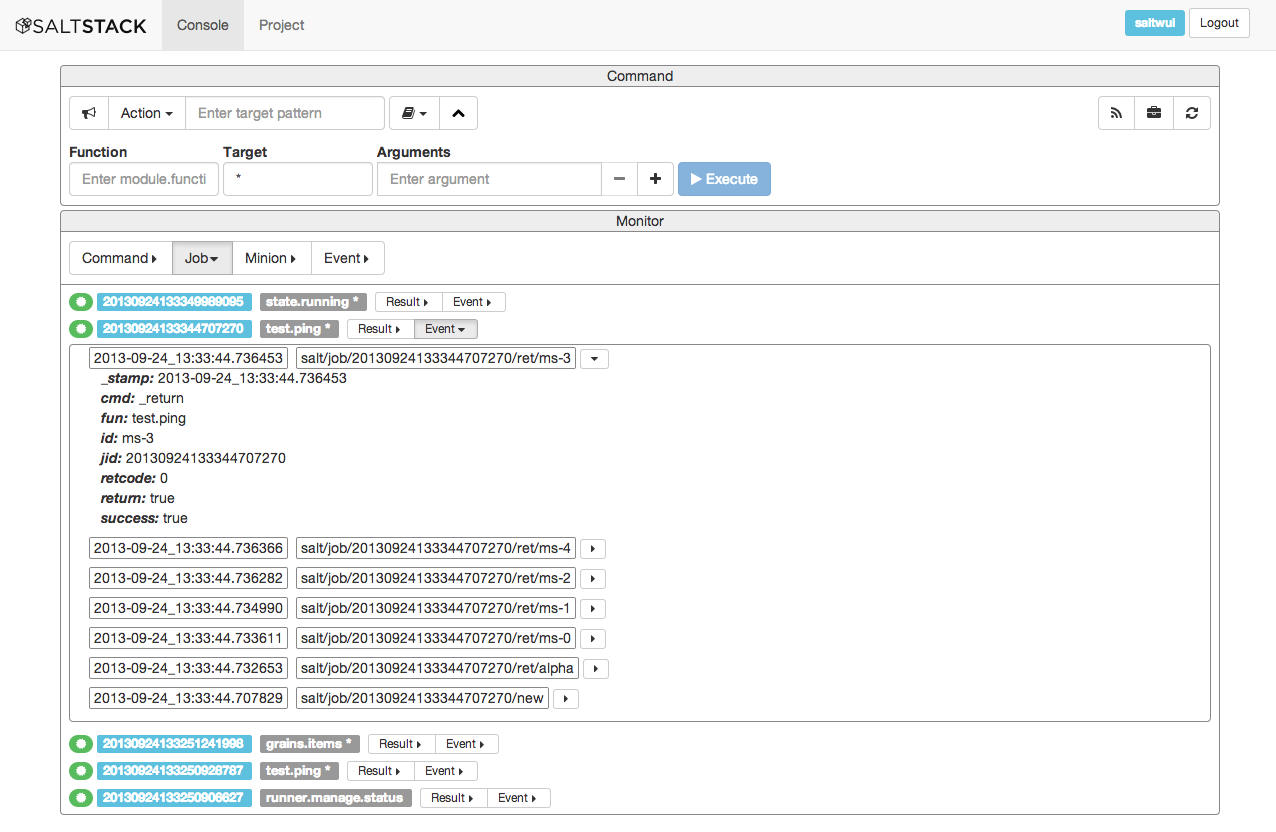 SALTSTACK Console Project saltwui Logout
Command
Action Enter target pattern
Function Target Arguments
Enter module.functi * Enter argument Execute
Monitor
Command Job Minion Event
20130924133349989095 state.running * Result Event
20130924133344707270 test.ping * Result Event
2013-09-24_13:33:44.736453 salt/job/20130924133344707270/ret/ms-3
_stamp: 2013-09-24_13:33:44.736453
cmd: _return
fun: test.ping
id: ms-3
jid: 20130924133344707270
retcode: 0
return: true
success: true
2013-09-24_13:33:44.736366 salt/job/20130924133344707270/ret/ms-4
2013-09-24_13:33:44.736282 salt/job/20130924133344707270/ret/ms-2
2013-09-24_13:33:44.734990 salt/job/20130924133344707270/ret/ms-1
2013-09-24_13:33:44.733611 salt/job/20130924133344707270/ret/ms-0
2013-09-24_13:33:44.732653 salt/job/20130924133344707270/ret/alpha
2013-09-24_13:33:44.707829 salt/job/20130924133344707270/new
20130924133251241998 grains.items * Result Event
20130924133250928787 test.ping * Result Event
20130924133250906627 runner.manage.status Result Event